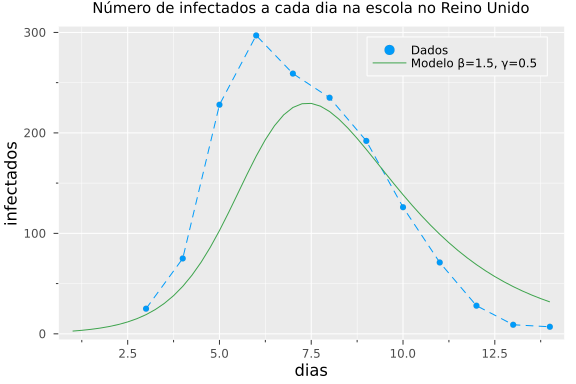 Número de infectados a cada dia na escola no Reino Unido
300
200
100
0
infectados
Dados
Modelo β=1.5, γ=0.5
2.5 5.0 7.5 10.0 12.5
dias